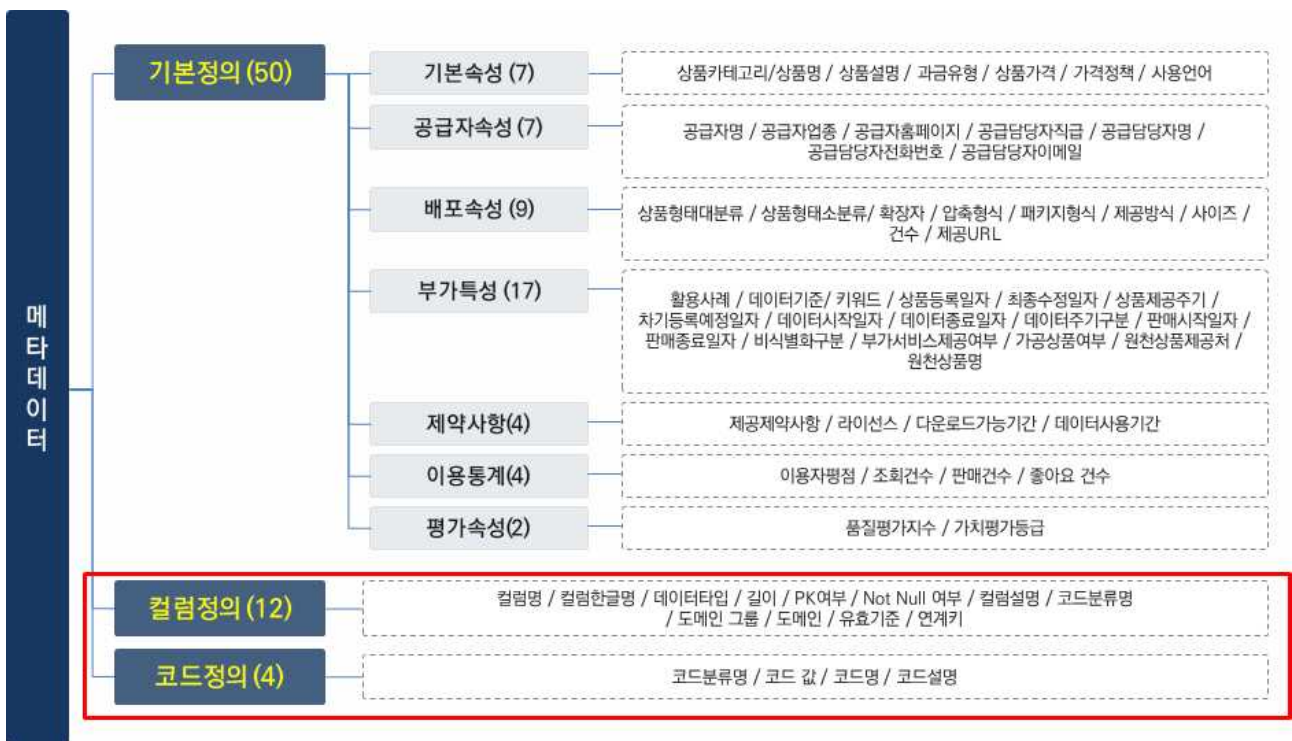 메타데이터
기본정의 (50)
기본속성 (7)
상품카테고리/상품명 / 상품설명 / 과금유형 / 상품가격 / 가격정책 / 사용언어
공급자속성 (7)
공급자명 / 공급자업종 / 공급자홈페이지 / 공급담당자직급 / 공급담당자명 /
공급담당자전화번호 / 공급담당자이메일
배포속성 (9)
상품형태대분류 / 상품형태소분류/ 확장자 / 압축형식 / 패키지형식 / 제공방식 / 사이즈 /
건수 / 제공URL
부가특성 (17)
활용사례 / 데이터기준/ 키워드 / 상품등록일자 / 최종수정일자 / 상품제공주기 /
차기등록예정일자 / 데이터시작일자 / 데이터종료일자 / 데이터주기구분 / 판매시작일자 /
판매종료일자 / 비식별화구분 / 부가서비스제공여부 / 가공상품여부 / 원천상품제공처 /
원천상품명
제약사항(4)
제공제약사항 / 라이선스 / 다운로드가능기간 / 데이터사용기간
이용통계(4)
이용자평점 / 조회건수 / 판매건수 / 좋아요 건수
평가속성(2)
품질평가지수 / 가치평가등급
컬럼정의 (12)
컬럼명 / 컬럼한글명 / 데이터타입 / 길이 / PK여부 / Not Null 여부 / 컬럼설명 / 코드분류명
/ 도메인 그룹 / 도메인 / 유효기준 / 연계키
코드정의 (4)
코드분류명 / 코드 값 / 코드명 / 코드설명